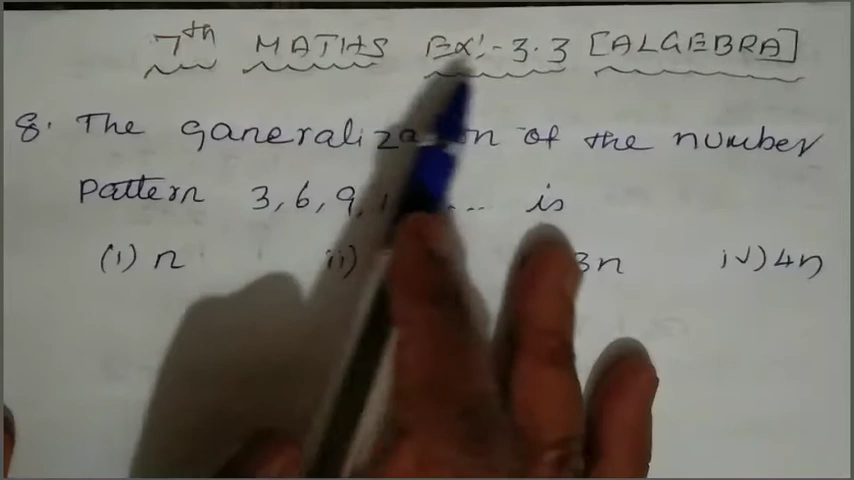 7th MATHS Ex:- 3.3 [ALGEBRA]
8. The ganeralization of the number
Pattern 3, 6, 9, ... is
(i) n ii) 3n iv) 4n